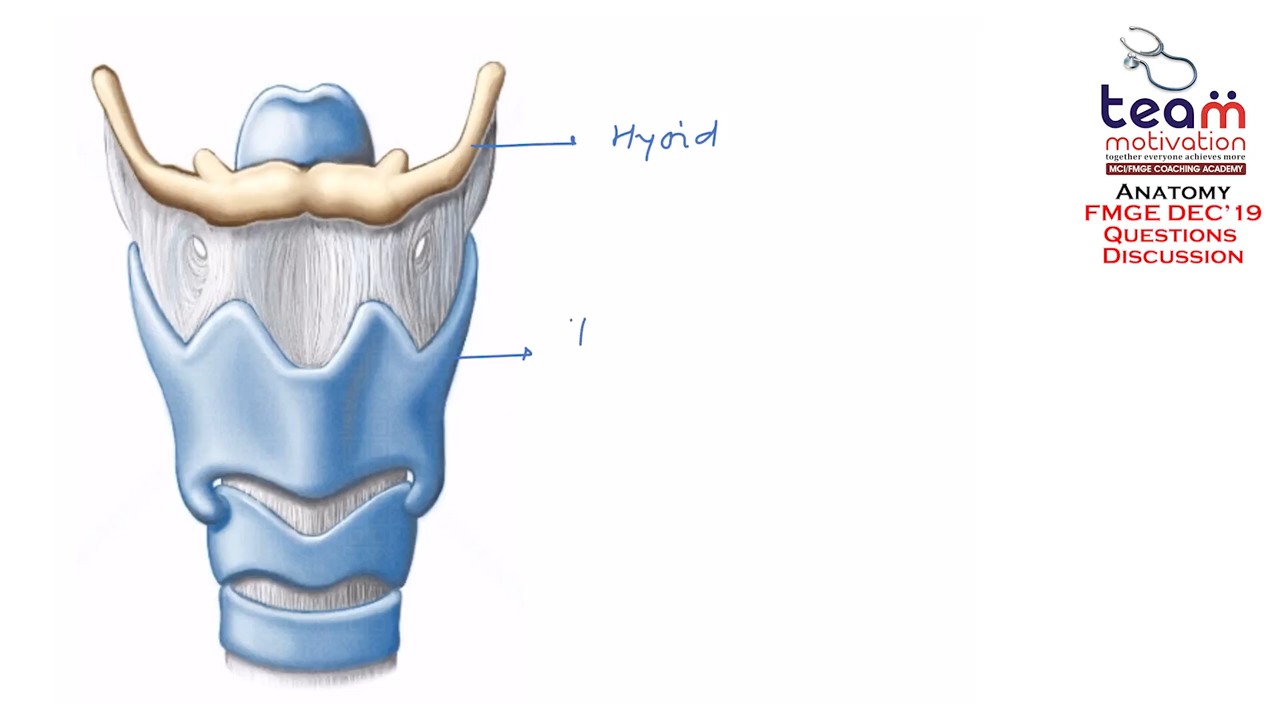 Hyoid
team
motivation
together everyone achieves more
MCI/FMGE COACHING ACADEMY
ANATOMY
FMGE DEC'19
QUESTIONS
DISCUSSION